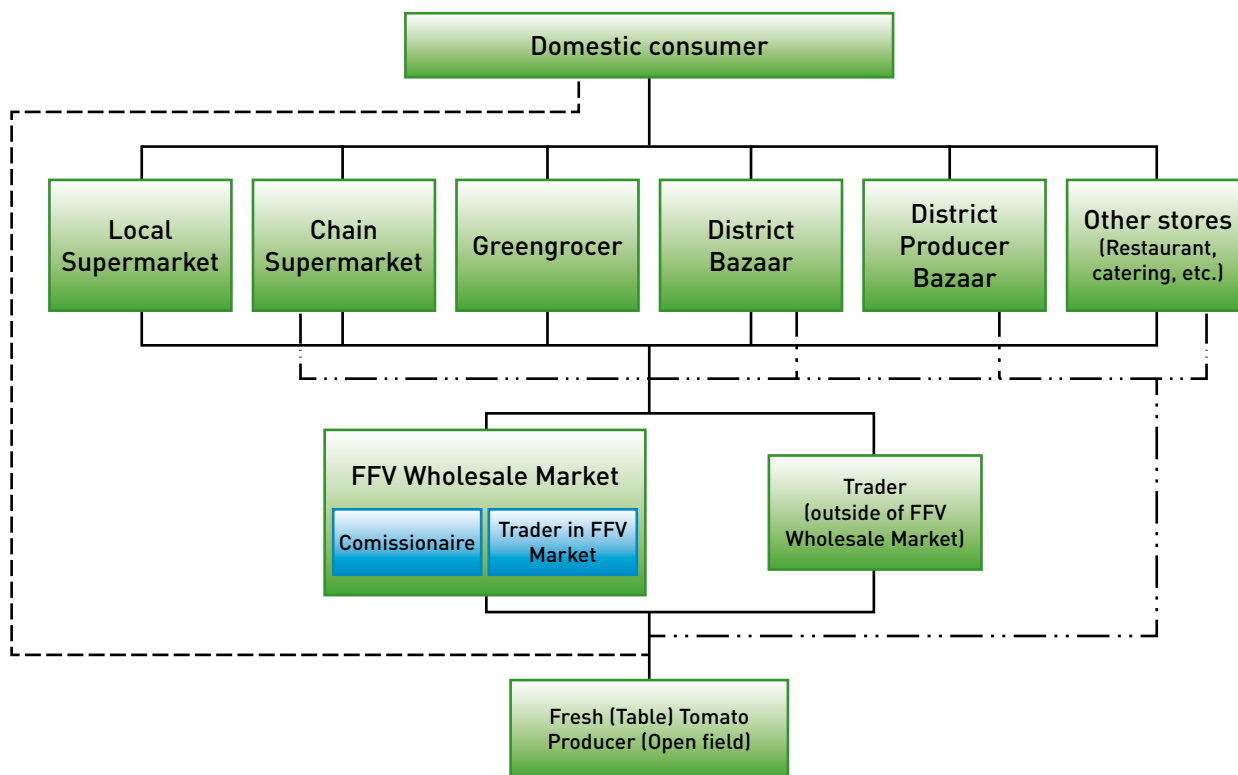 Domestic consumer
Local
Supermarket
Chain
Supermarket
Greengrocer
District
Bazaar
District
Producer
Bazaar
Other stores
(Restaurant,
catering, etc.)
FFV Wholesale Market
Comissionaire
Trader in FFV
Market
Trader
(outside of FFV
Wholesale Market)
Fresh (Table) Tomato
Producer (Open field)